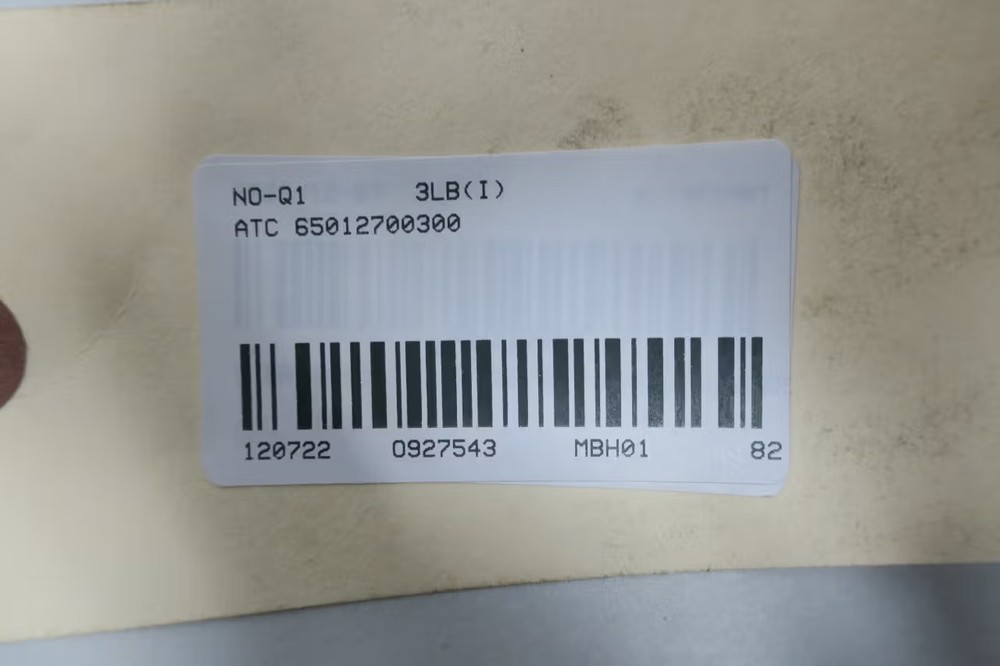 NO-Q1 3LB(I)
ATC 65012700300
120722 0927543 MBH01 82